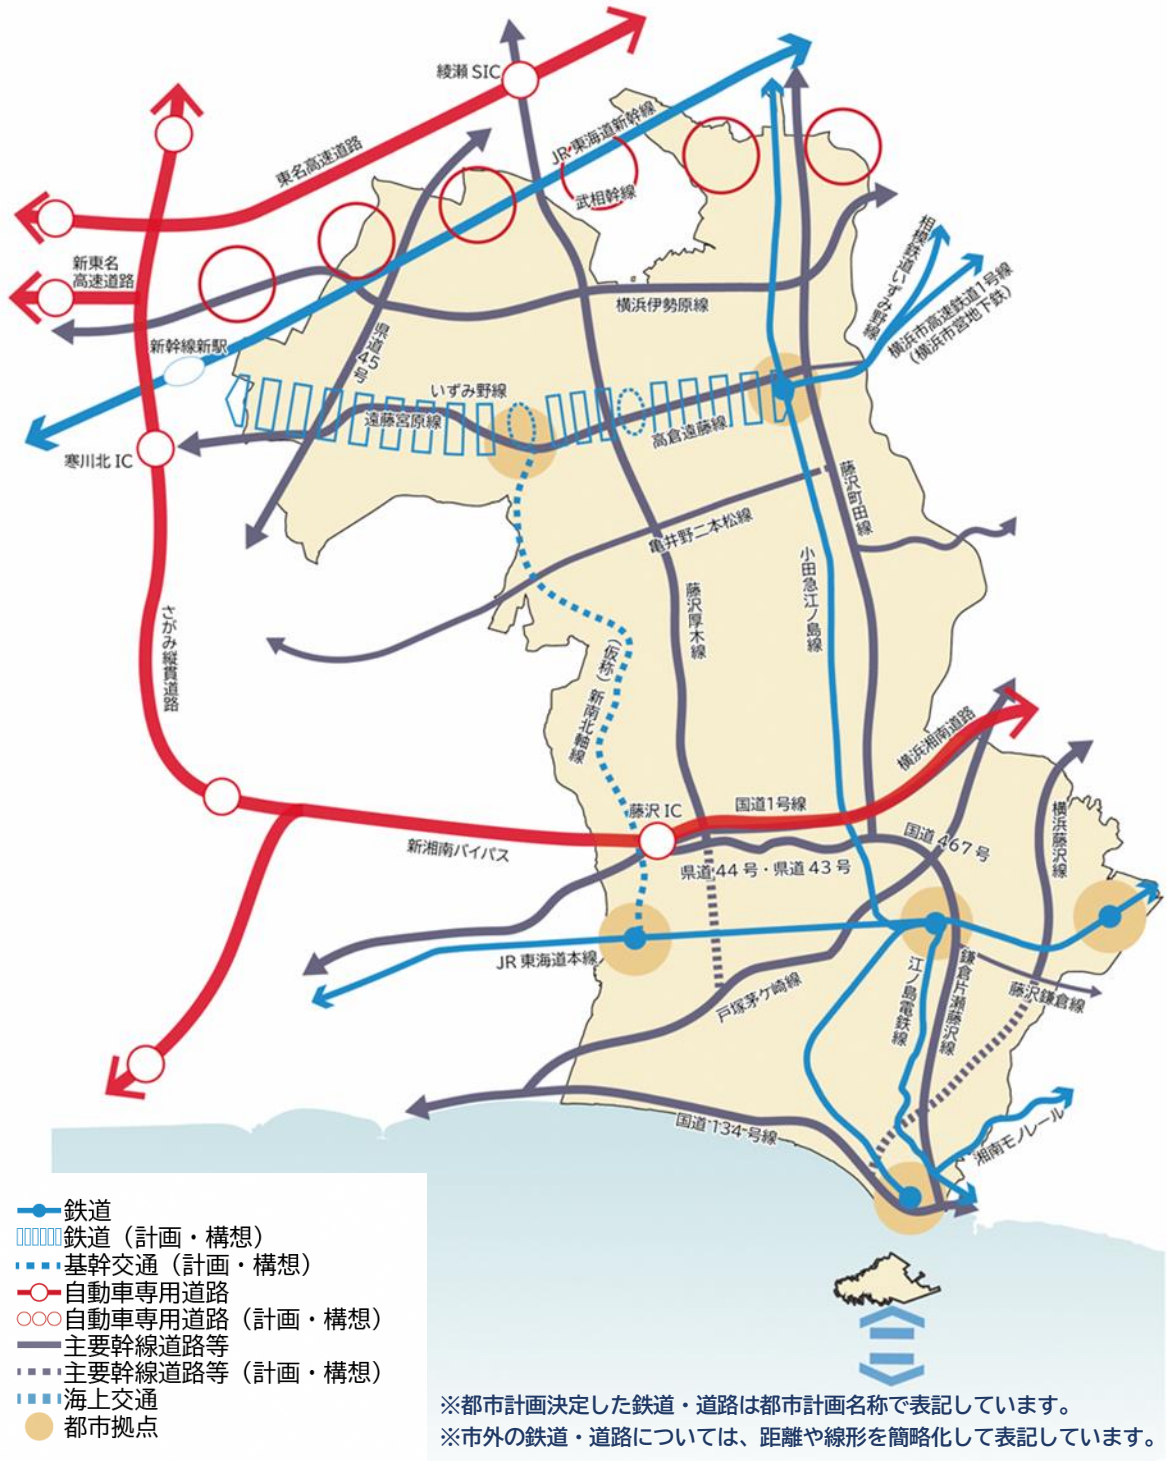 綾瀬 SIC
東名高速道路
JR 東海道新幹線
武相幹線
新東名
高速道路
相模鉄道いずみ野線
横浜市高速鉄道1号線
(横浜市営地下鉄)
横浜伊勢原線
新幹線新駅
県道45号
いずみ野線
遠藤宮原線
高倉遠藤線
寒川北 IC
藤沢町田線
亀井野二本松線
小田急江ノ島線
藤沢厚木線
さがみ縦貫道路
(仮称) 新南北軸線
横浜湘南道路
藤沢 IC
国道1号線
新湘南バイパス
国道 467 号
横浜藤沢線
県道 44 号・県道 43 号
JR 東海道本線
戸塚茅ケ崎線
江ノ島電鉄線
鎌倉片瀬藤沢線
藤沢鎌倉線
国道 134 号線
湘南モノレール
鉄道
鉄道（計画・構想）
基幹交通（計画・構想）
自動車専用道路
自動車専用道路（計画・構想）
主要幹線道路等
主要幹線道路等（計画・構想）
海上交通
都市拠点
※都市計画決定した鉄道・道路は都市計画名称で表記しています。
※市外の鉄道・道路については、距離や線形を簡略化して表記しています。